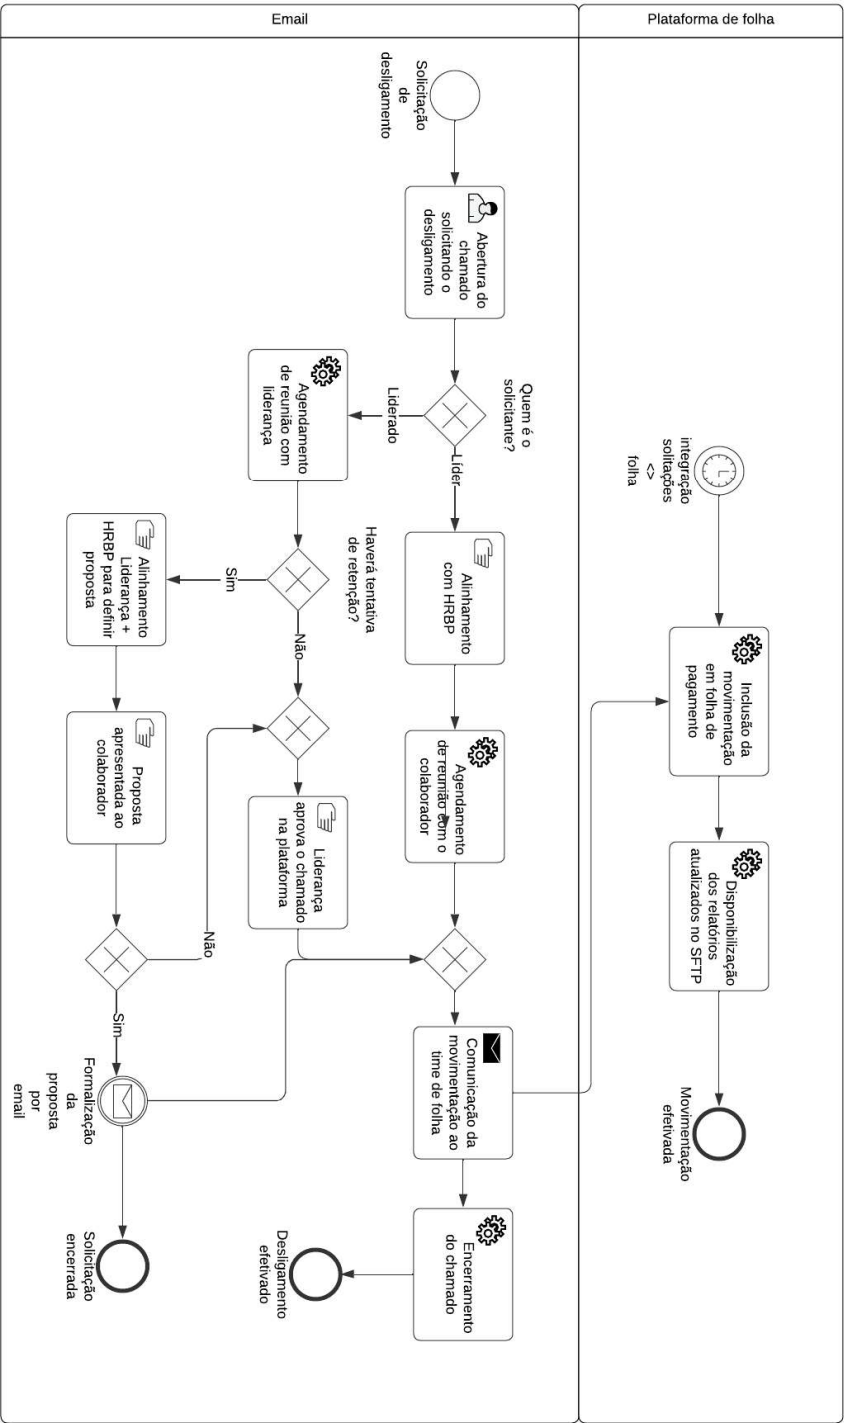 Email
Plataforma de folha
Solicitação
de
desligamento
Abertura do
chamado
solicitando o
desligamento
Quem é o
solicitante?
Liderado
Líder
Agendamento
de reunião com
liderança
Alinhamento
com HRBP
Haverá tentativa
de retenção?
Sim
Não
Alinhamento
Liderança +
HRBP para definir
proposta
Proposta
apresentada ao
colaborador
Agendamento
de reunião com o
colaborador
Liderança
aprova o chamado
na plataforma
Não
Sim
Formalização
da
proposta
por
email
Solicitação
encerrada
Comunicação da
movimentação ao
time de folha
Encerramento
do chamado
Desligamento
efetivado
integração
solitações
<>
folha
Inclusão da
movimentação
em folha de
pagamento
Disponibilização
dos relatórios
atualizados no SFTP
Movimentação
efetivada